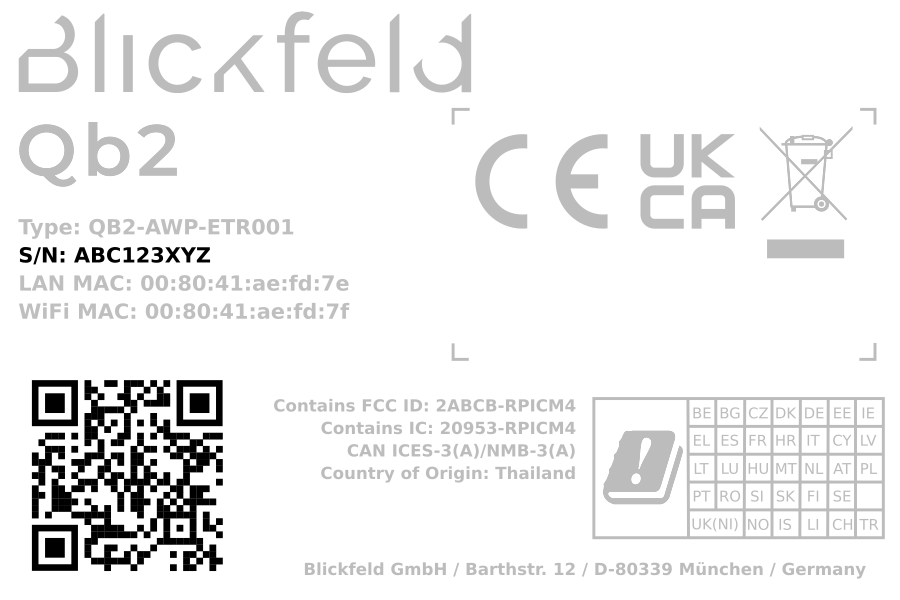 Blickfeld
Qb2
CE UK CA
Type: QB2-AWP-ETR001
S/N: ABC123XYZ
LAN MAC: 00:80:41:ae:fd:7e
WiFi MAC: 00:80:41:ae:fd:7f
Contains FCC ID: 2ABCB-RPICM4
Contains IC: 20953-RPICM4
CAN ICES-3(A)/NMB-3(A)
Country of Origin: Thailand
!
BE BG CZ DK DE EE IE
EL ES FR HR IT CY LV
LT LU HU MT NL AT PL
PT RO SI SK FI SE
UK(NI) NO IS LI CH TR
Blickfeld GmbH / Barthstr. 12 / D-80339 München / Germany